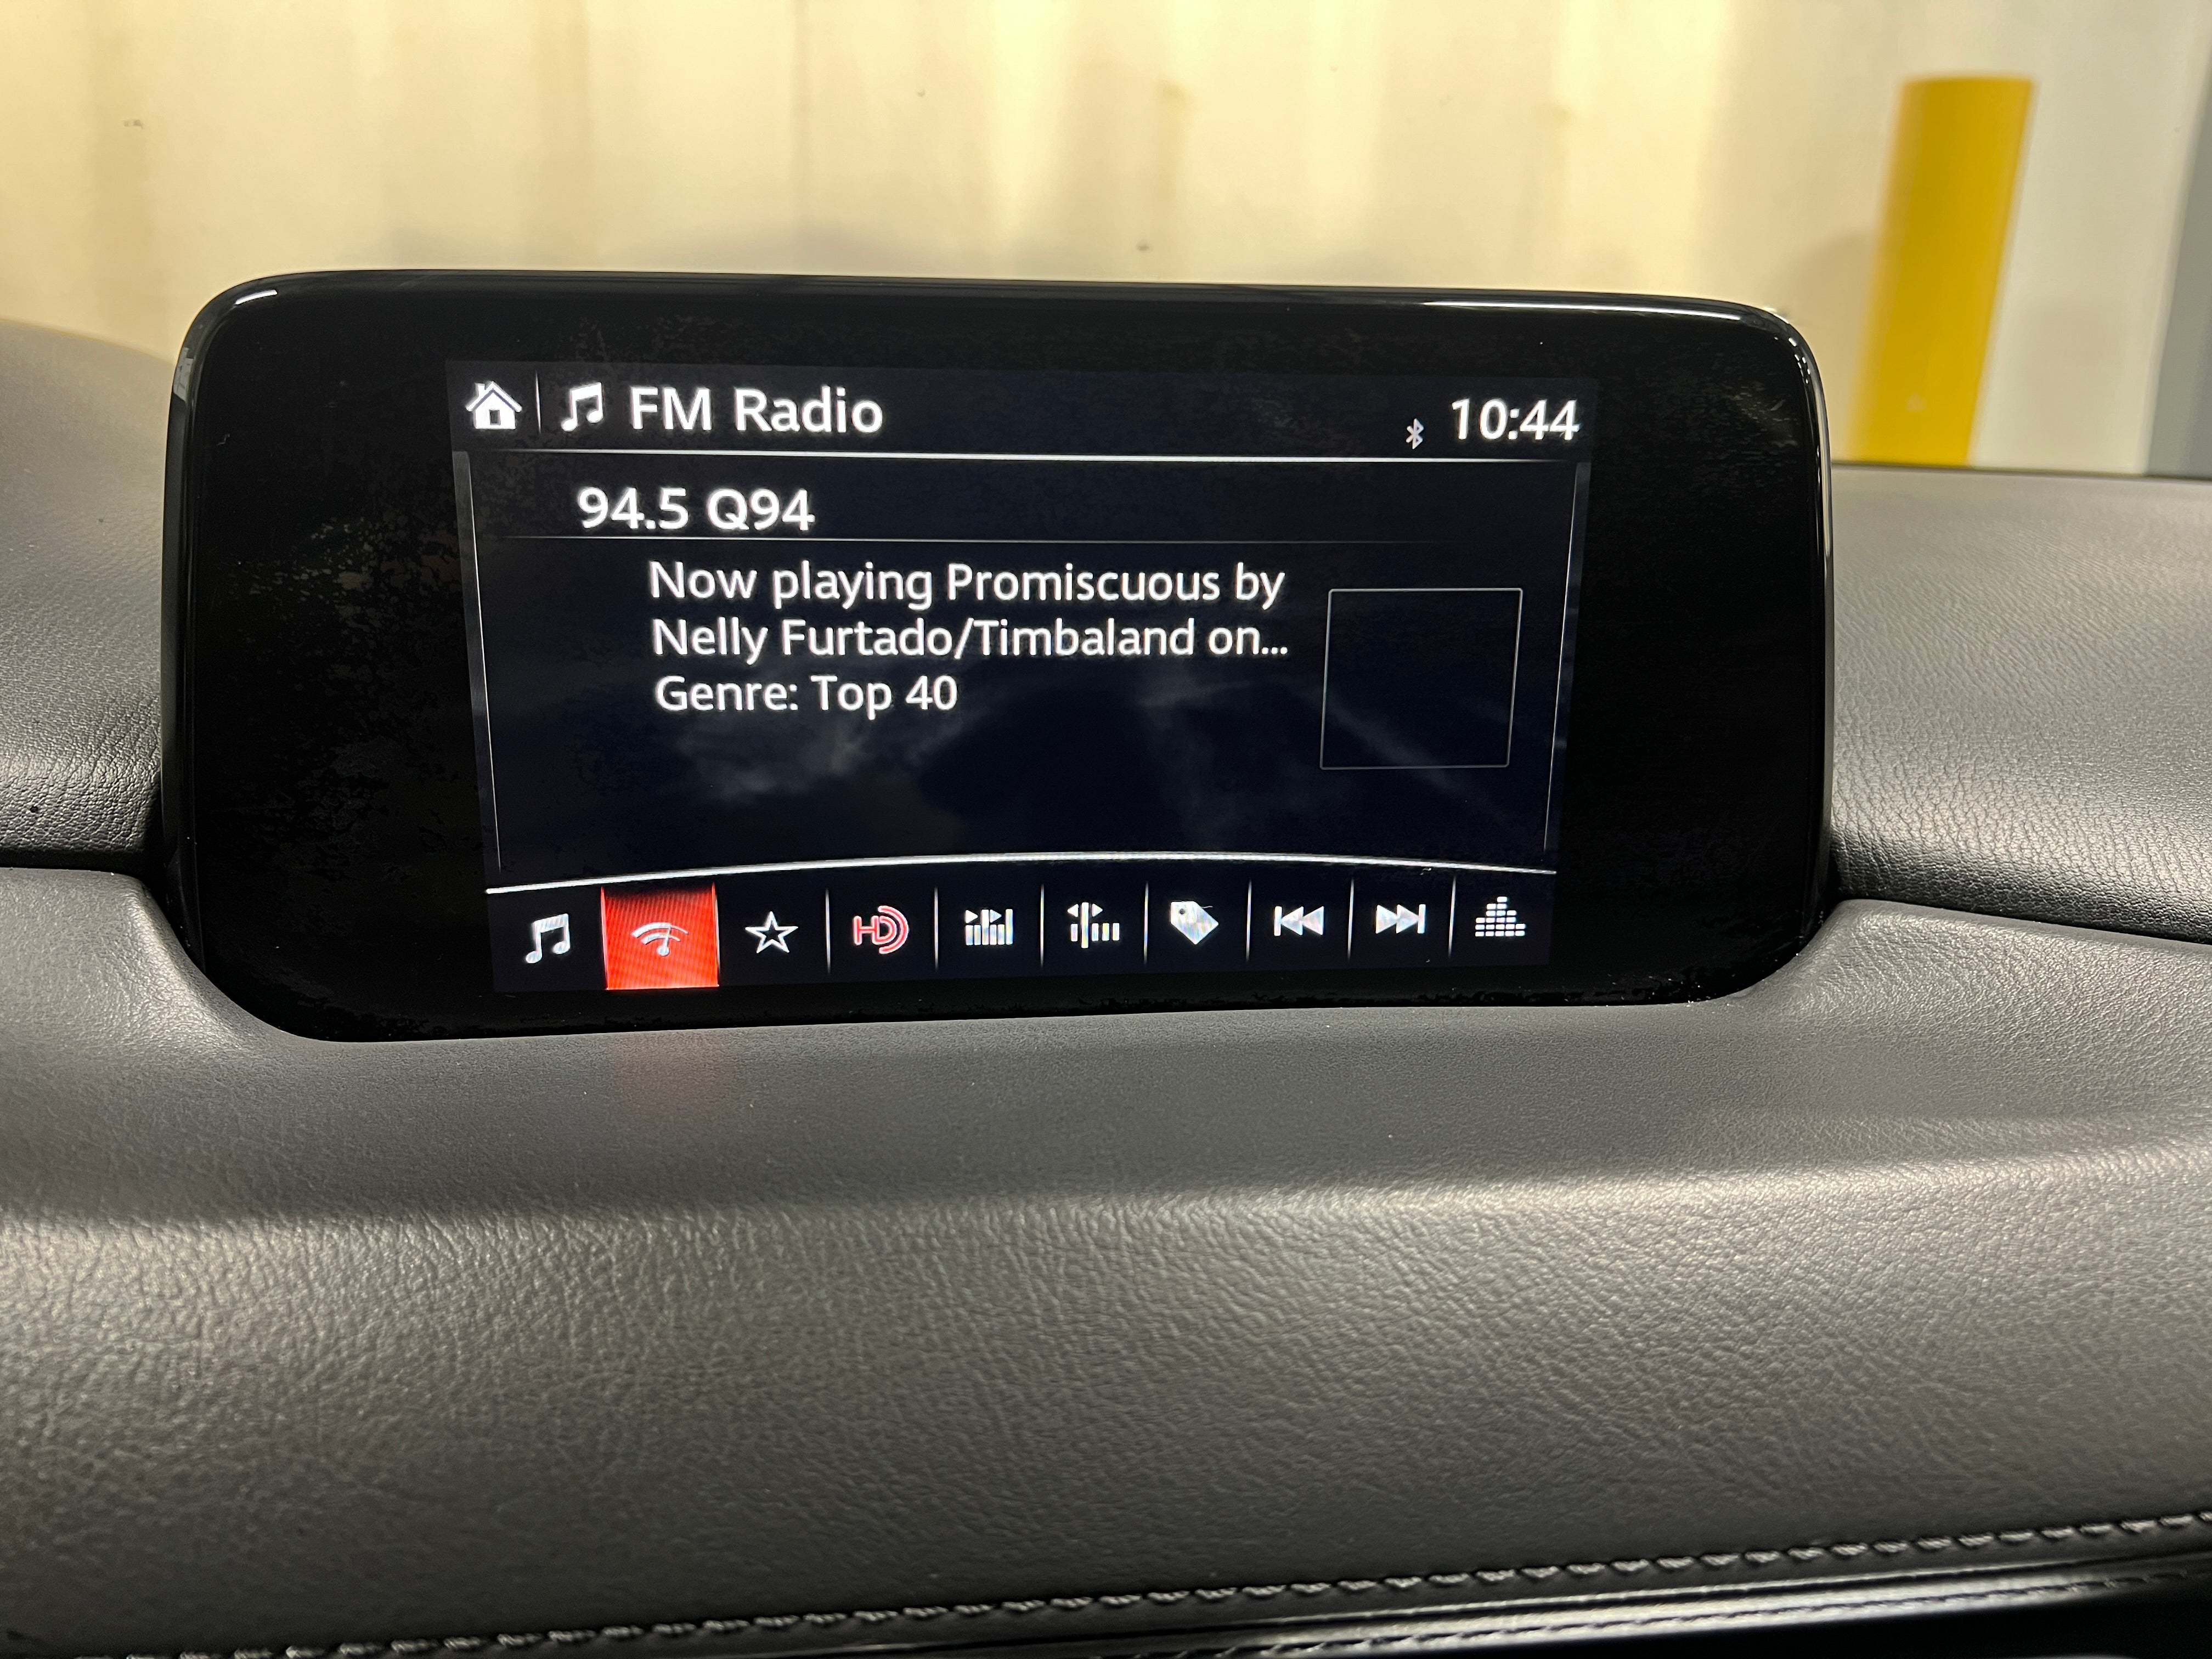 FM Radio
10:44
94.5 Q94
Now playing Promiscuous by
Nelly Furtado/Timbaland on...
Genre: Top 40
HD